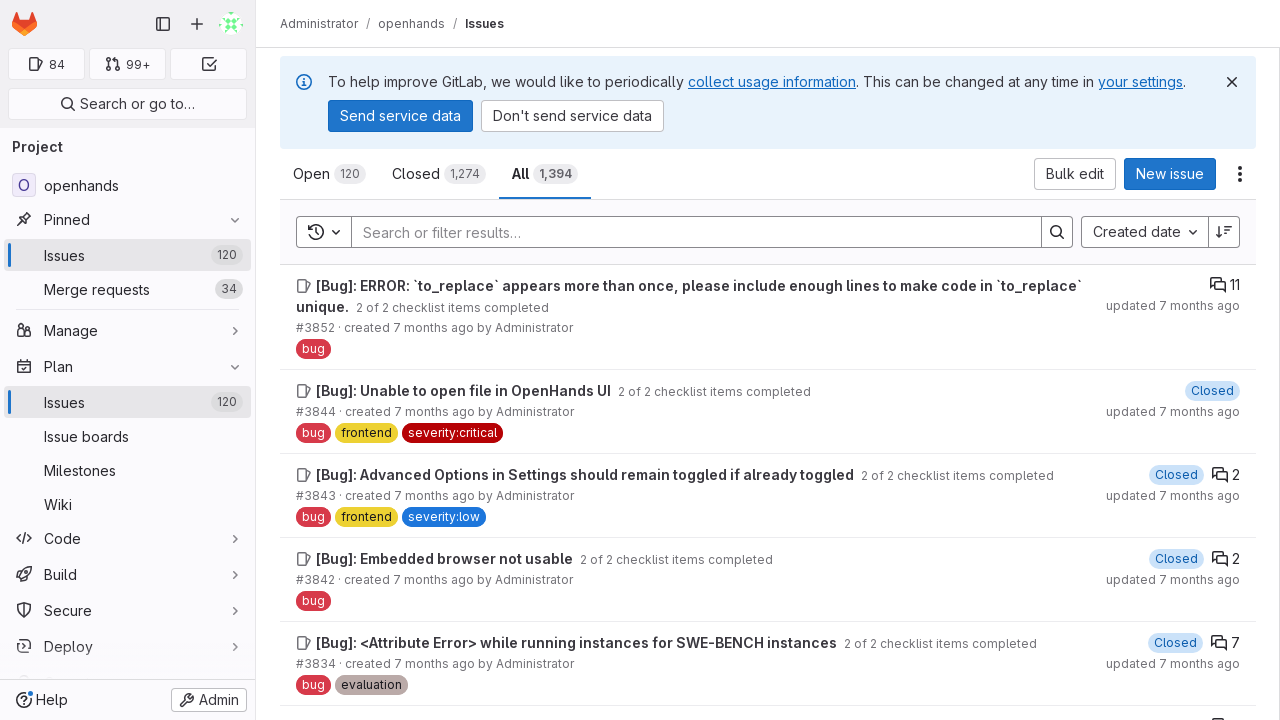 84
99+
Search or go to…
Project
O openhands
Pinned
Issues 120
Merge requests 34
Manage
Plan
Issues 120
Issue boards
Milestones
Wiki
Code
Build
Secure
Deploy
Help
Admin
Administrator / openhands / Issues
To help improve GitLab, we would like to periodically collect usage information. This can be changed at any time in your settings.
Send service data Don't send service data
Open 120 Closed 1,274 All 1,394 Bulk edit New issue
Search or filter results… Created date
[Bug]: ERROR: `to_replace` appears more than once, please include enough lines to make code in `to_replace` 11
unique. 2 of 2 checklist items completed updated 7 months ago
#3852 · created 7 months ago by Administrator
bug
[Bug]: Unable to open file in OpenHands UI 2 of 2 checklist items completed Closed
#3844 · created 7 months ago by Administrator updated 7 months ago
bug frontend severity:critical
[Bug]: Advanced Options in Settings should remain toggled if already toggled 2 of 2 checklist items completed Closed 2
#3843 · created 7 months ago by Administrator updated 7 months ago
bug frontend severity:low
[Bug]: Embedded browser not usable 2 of 2 checklist items completed Closed 2
#3842 · created 7 months ago by Administrator updated 7 months ago
bug
[Bug]: <Attribute Error> while running instances for SWE-BENCH instances 2 of 2 checklist items completed Closed 7
#3834 · created 7 months ago by Administrator updated 7 months ago
bug evaluation